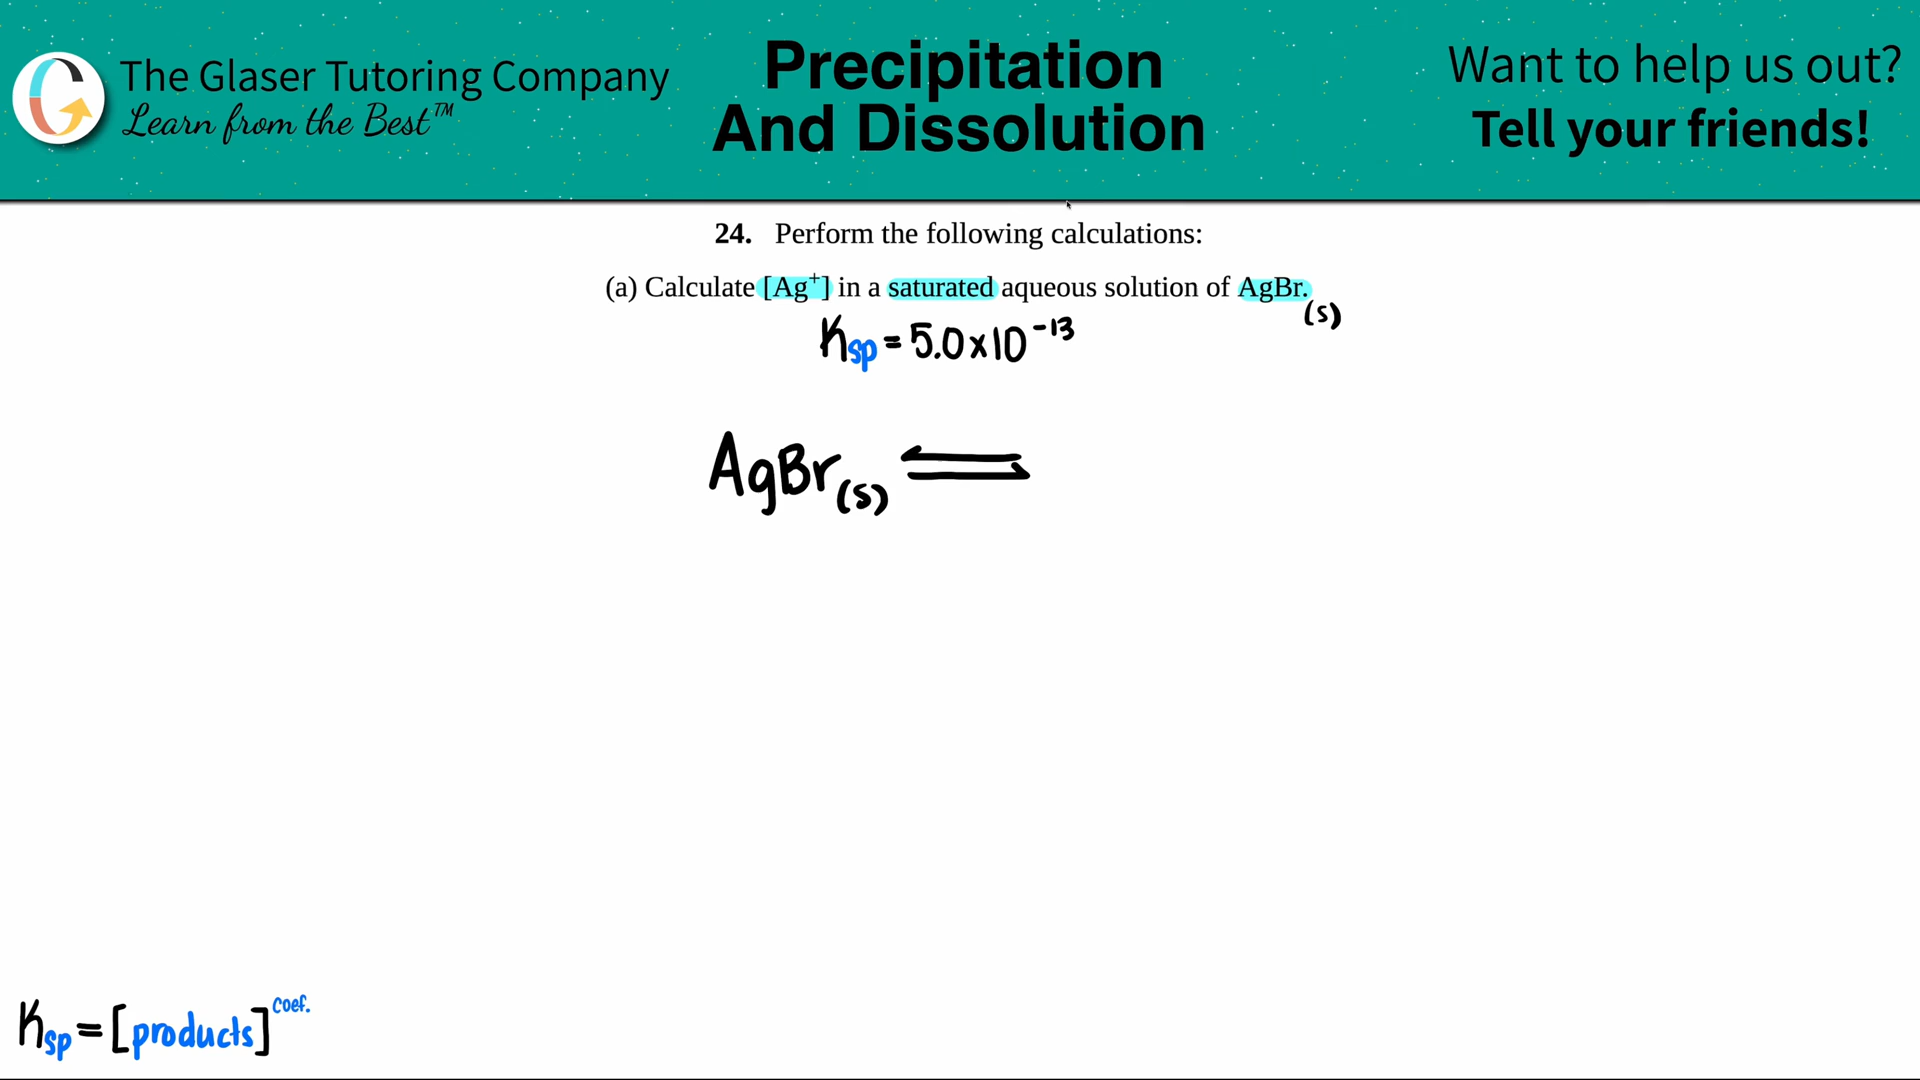 The Glaser Tutoring Company
Learn from the Best™
Precipitation
And Dissolution
Want to help us out?
Tell your friends!
24. Perform the following calculations:
(a) Calculate [Ag⁺] in a saturated aqueous solution of AgBr.
(s)
Ksp = 5.0x10⁻¹³
AgBr(s) ⇌
Ksp = [products]ᶜᵒᵉᶠ·